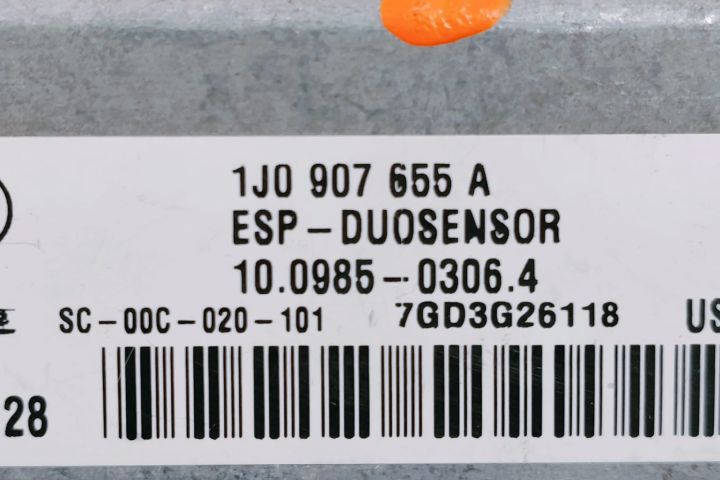 1J0 907 655 A
ESP-DUOSENSOR
10.0985-0306.4
SC-00C-020-101 7GD3G26118 US
28